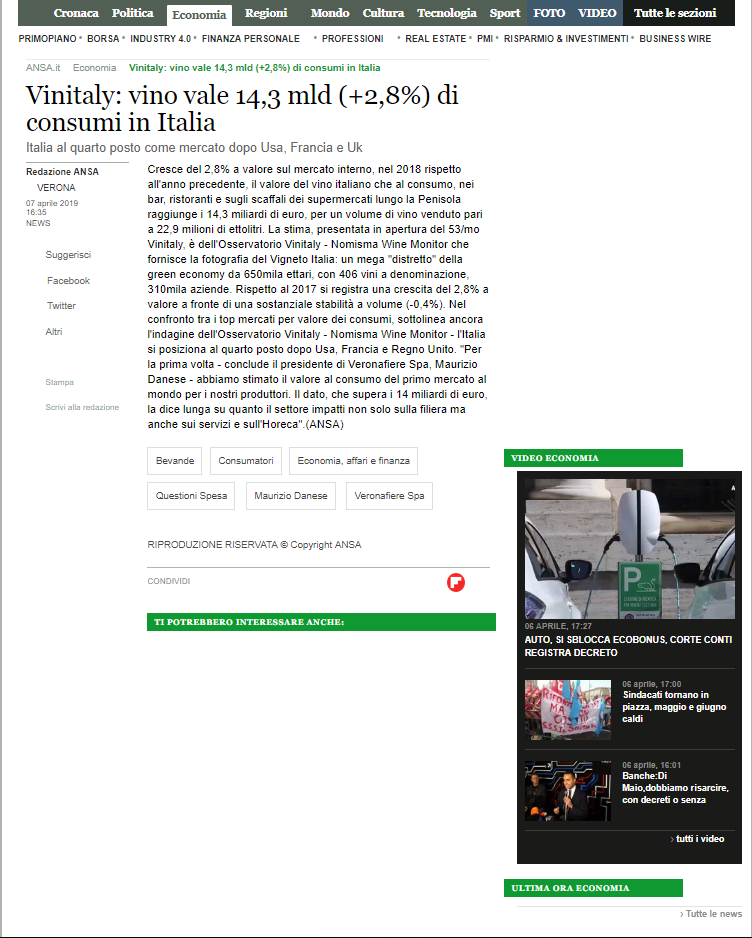 Cronaca Politica Economia Regioni Mondo Cultura Tecnologia Sport FOTO VIDEO Tutte le sezioni
PRIMOPIANO • BORSA • INDUSTRY 4.0 • FINANZA PERSONALE • PROFESSIONI • REAL ESTATE • PMI • RISPARMIO & INVESTIMENTI • BUSINESS WIRE
ANSA.it Economia Vinitaly: vino vale 14,3 mld (+2,8%) di consumi in Italia
Vinitaly: vino vale 14,3 mld (+2,8%) di
consumi in Italia
Italia al quarto posto come mercato dopo Usa, Francia e Uk
Redazione ANSA
VERONA
07 aprile 2019
16:35
NEWS
Suggerisci
Facebook
Twitter
Altri
Stampa
Scrivi alla redazione
Cresce del 2,8% a valore sul mercato interno, nel 2018 rispetto
all'anno precedente, il valore del vino italiano che al consumo, nei
bar, ristoranti e sugli scaffali dei supermercati lungo la Penisola
raggiunge i 14,3 miliardi di euro, per un volume di vino venduto pari
a 22,9 milioni di ettolitri. La stima, presentata in apertura del 53/mo
Vinitaly, è dell'Osservatorio Vinitaly - Nomisma Wine Monitor che
fornisce la fotografia del Vigneto Italia: un mega "distretto" della
green economy da 650mila ettari, con 406 vini a denominazione,
310mila aziende. Rispetto al 2017 si registra una crescita del 2,8% a
valore a fronte di una sostanziale stabilità a volume (-0,4%). Nel
confronto tra i top mercati per valore dei consumi, sottolinea ancora
l'indagine dell'Osservatorio Vinitaly - Nomisma Wine Monitor - l'Italia
si posiziona al quarto posto dopo Usa, Francia e Regno Unito. "Per
la prima volta - conclude il presidente di Veronafiere Spa, Maurizio
Danese - abbiamo stimato il valore al consumo del primo mercato al
mondo per i nostri produttori. Il dato, che supera i 14 miliardi di euro,
la dice lunga su quanto il settore impatti non solo sulla filiera ma
anche sui servizi e sull'Horeca".(ANSA)
Bevande Consumatori Economia, affari e finanza
Questioni Spesa Maurizio Danese Veronafiere Spa
RIPRODUZIONE RISERVATA © Copyright ANSA
CONDIVIDI
TI POTREBBERO INTERESSARE ANCHE:
VIDEO ECONOMIA
P
06 APRILE, 17:27
AUTO, SI SBLOCCA ECOBONUS, CORTE CONTI
REGISTRA DECRETO
06 aprile, 17:00
Sindacati tornano in
piazza, maggio e giugno
caldi
06 aprile, 16:01
Banche:Di
Maio,dobbiamo risarcire,
con decreti o senza
› tutti i video
ULTIMA ORA ECONOMIA
› Tutte le news